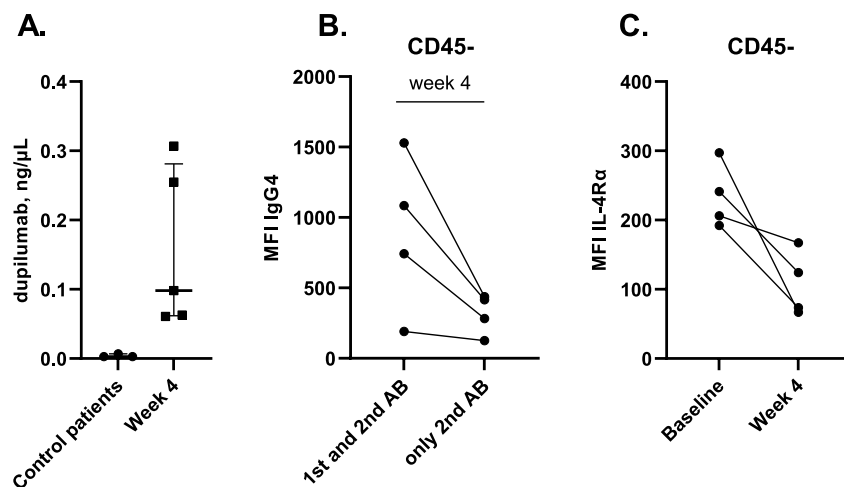 A.
dupilumab, ng/µL
0.4
0.3
0.2
0.1
0.0
Control patients
Week 4
B.
CD45-
week 4
MFI IgG4
2000
1500
1000
500
0
1st and 2nd AB
only 2nd AB
C.
CD45-
MFI IL-4Rα
400
300
200
100
0
Baseline
Week 4